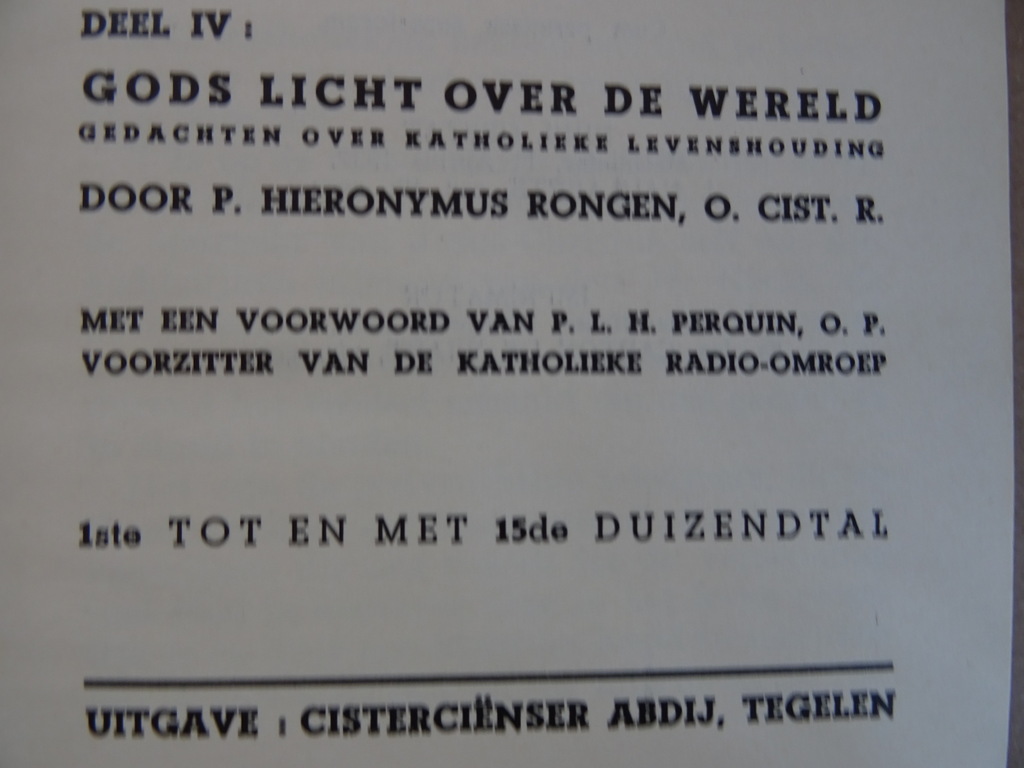 DEEL IV :
GODS LICHT OVER DE WERELD
GEDACHTEN OVER KATHOLIEKE LEVENSHOUDING
DOOR P. HIERONYMUS RONGEN, O. CIST. R.
MET EEN VOORWOORD VAN P. L. H. PERQUIN, O. P.
VOORZITTER VAN DE KATHOLIEKE RADIO-OMROEP
1ste TOT EN MET 15de DUIZENDTAL
UITGAVE : CISTERCIËNSER ABDIJ, TEGELEN